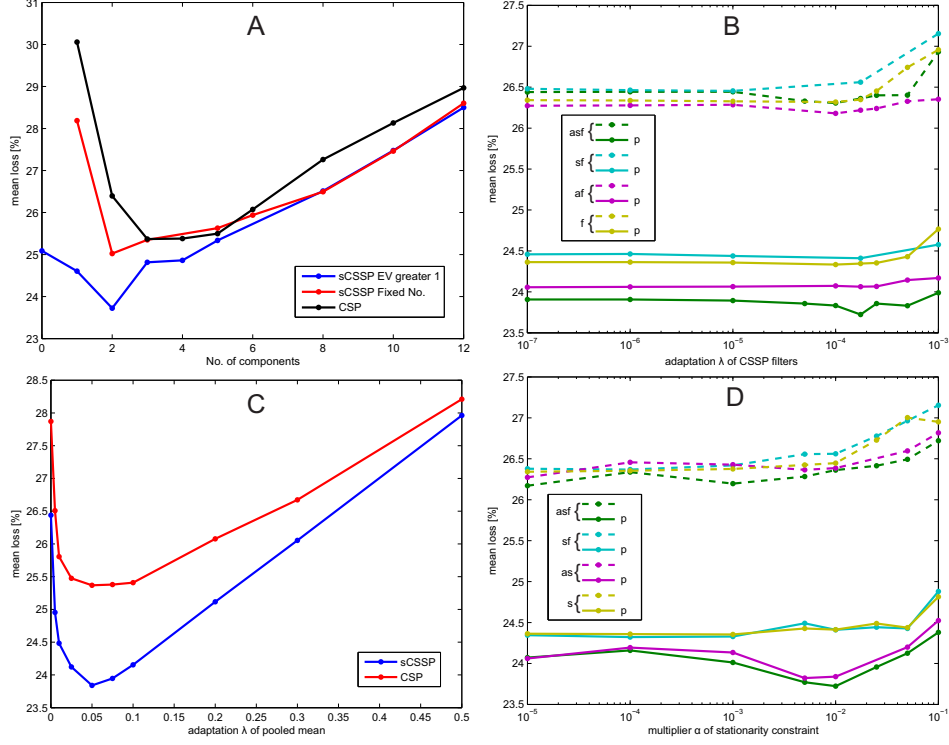 A
mean loss [%]
31
30
29
28
27
26
25
24
23
0 2 4 6 8 10 12
No. of components
sCSSP EV greater 1
sCSSP Fixed No.
CSP
B
mean loss [%]
27.5
27
26.5
26
25.5
25
24.5
24
23.5
10⁻⁷ 10⁻⁶ 10⁻⁵ 10⁻⁴ 10⁻³
adaptation λ of CSSP filters
asf { p
sf { p
af { p
f { p
C
mean loss [%]
28.5
28
27.5
27
26.5
26
25.5
25
24.5
24
23.5
0 0.05 0.1 0.15 0.2 0.25 0.3 0.35 0.4 0.45 0.5
adaptation λ of pooled mean
sCSSP
CSP
D
mean loss [%]
27.5
27
26.5
26
25.5
25
24.5
24
23.5
10⁻⁵ 10⁻⁴ 10⁻³ 10⁻² 10⁻¹
multiplier α of stationarity constraint
asf { p
sf { p
as { p
s { p